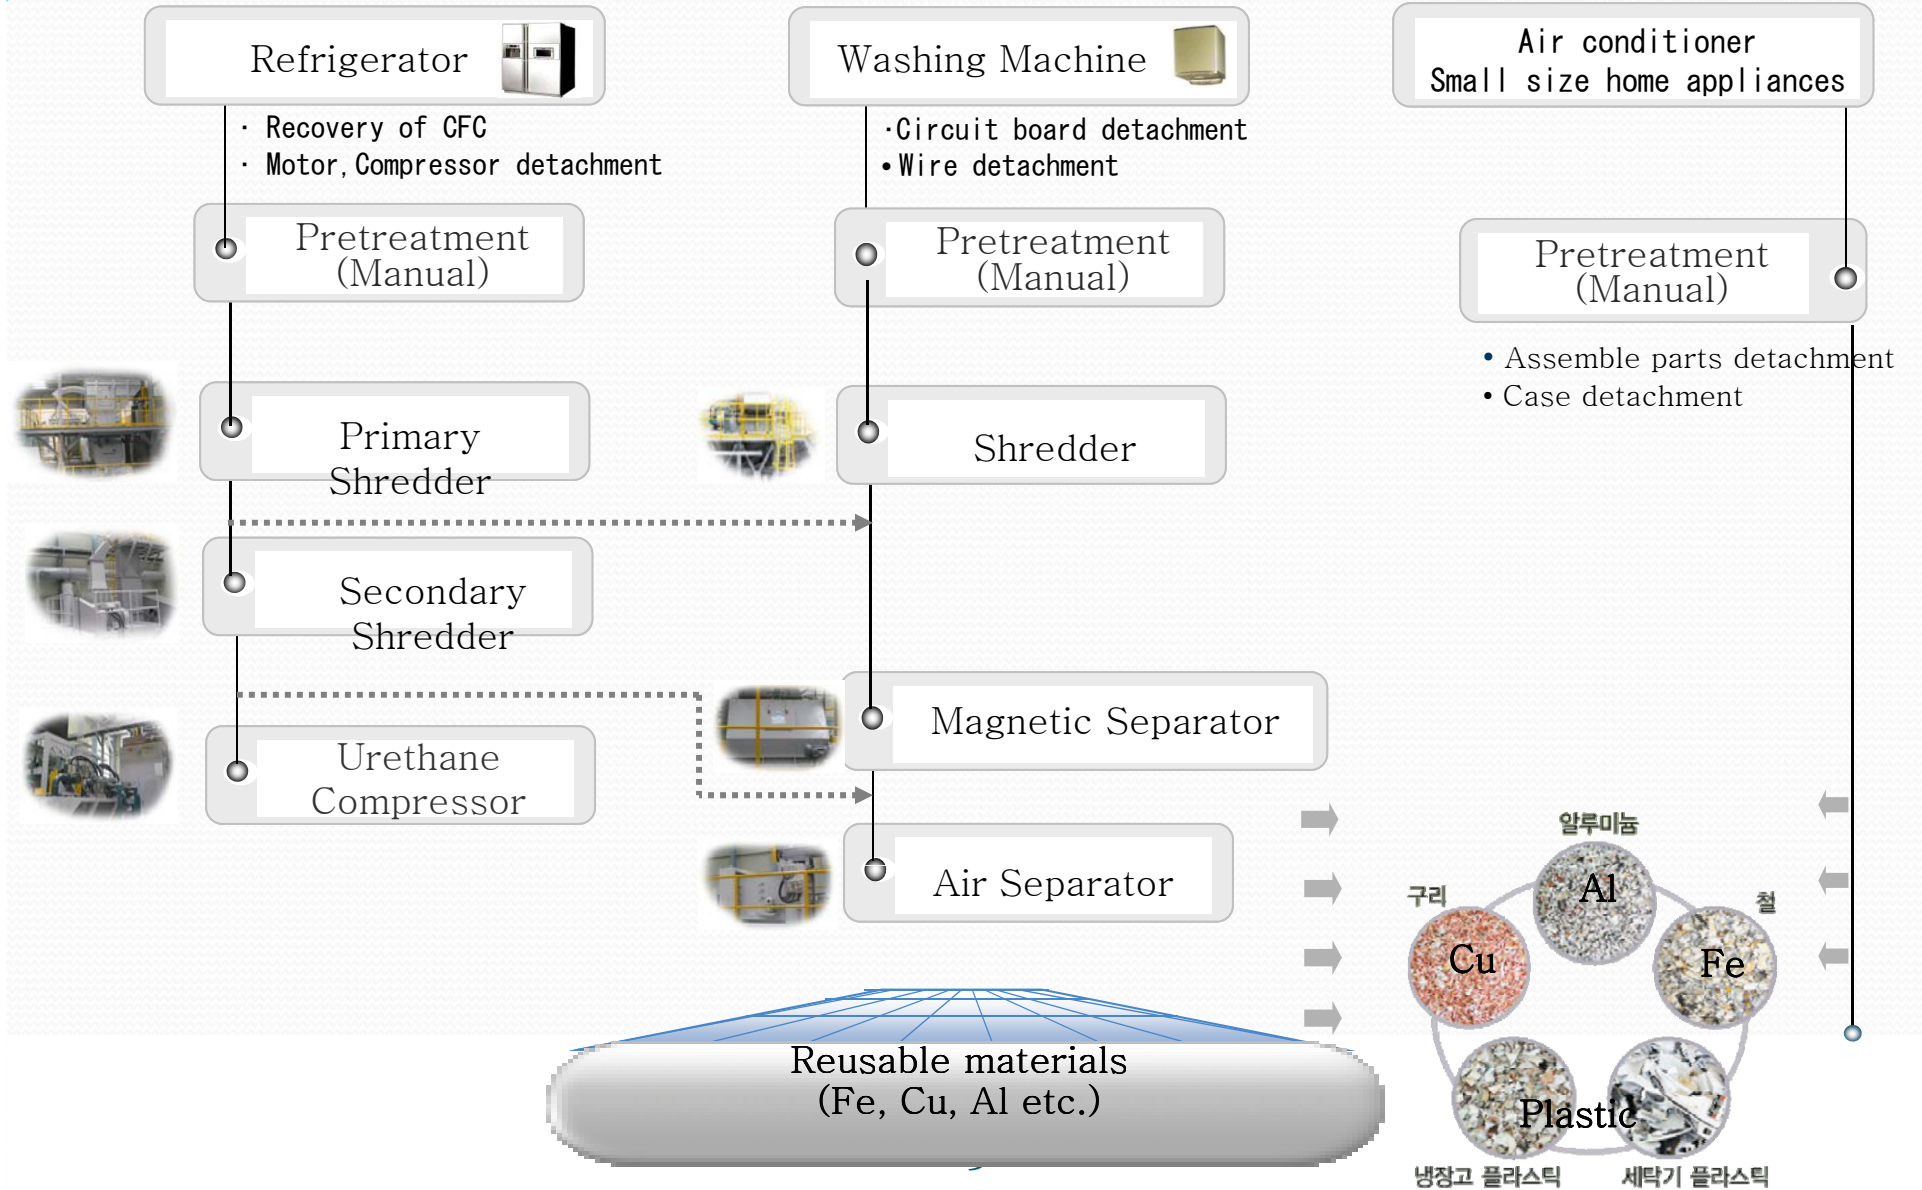 Refrigerator
· Recovery of CFC
· Motor,Compressor detachment
Pretreatment
(Manual)
Primary
Shredder
Secondary
Shredder
Urethane
Compressor
Washing Machine
·Circuit board detachment
•Wire detachment
Pretreatment
(Manual)
Shredder
Magnetic Separator
Air Separator
Air conditioner
Small size home appliances
Pretreatment
(Manual)
• Assemble parts detachment
• Case detachment
알루미늄
Al
구리
Cu
철
Fe
Plastic
냉장고 플라스틱
세탁기 플라스틱
Reusable materials
(Fe, Cu, Al etc.)